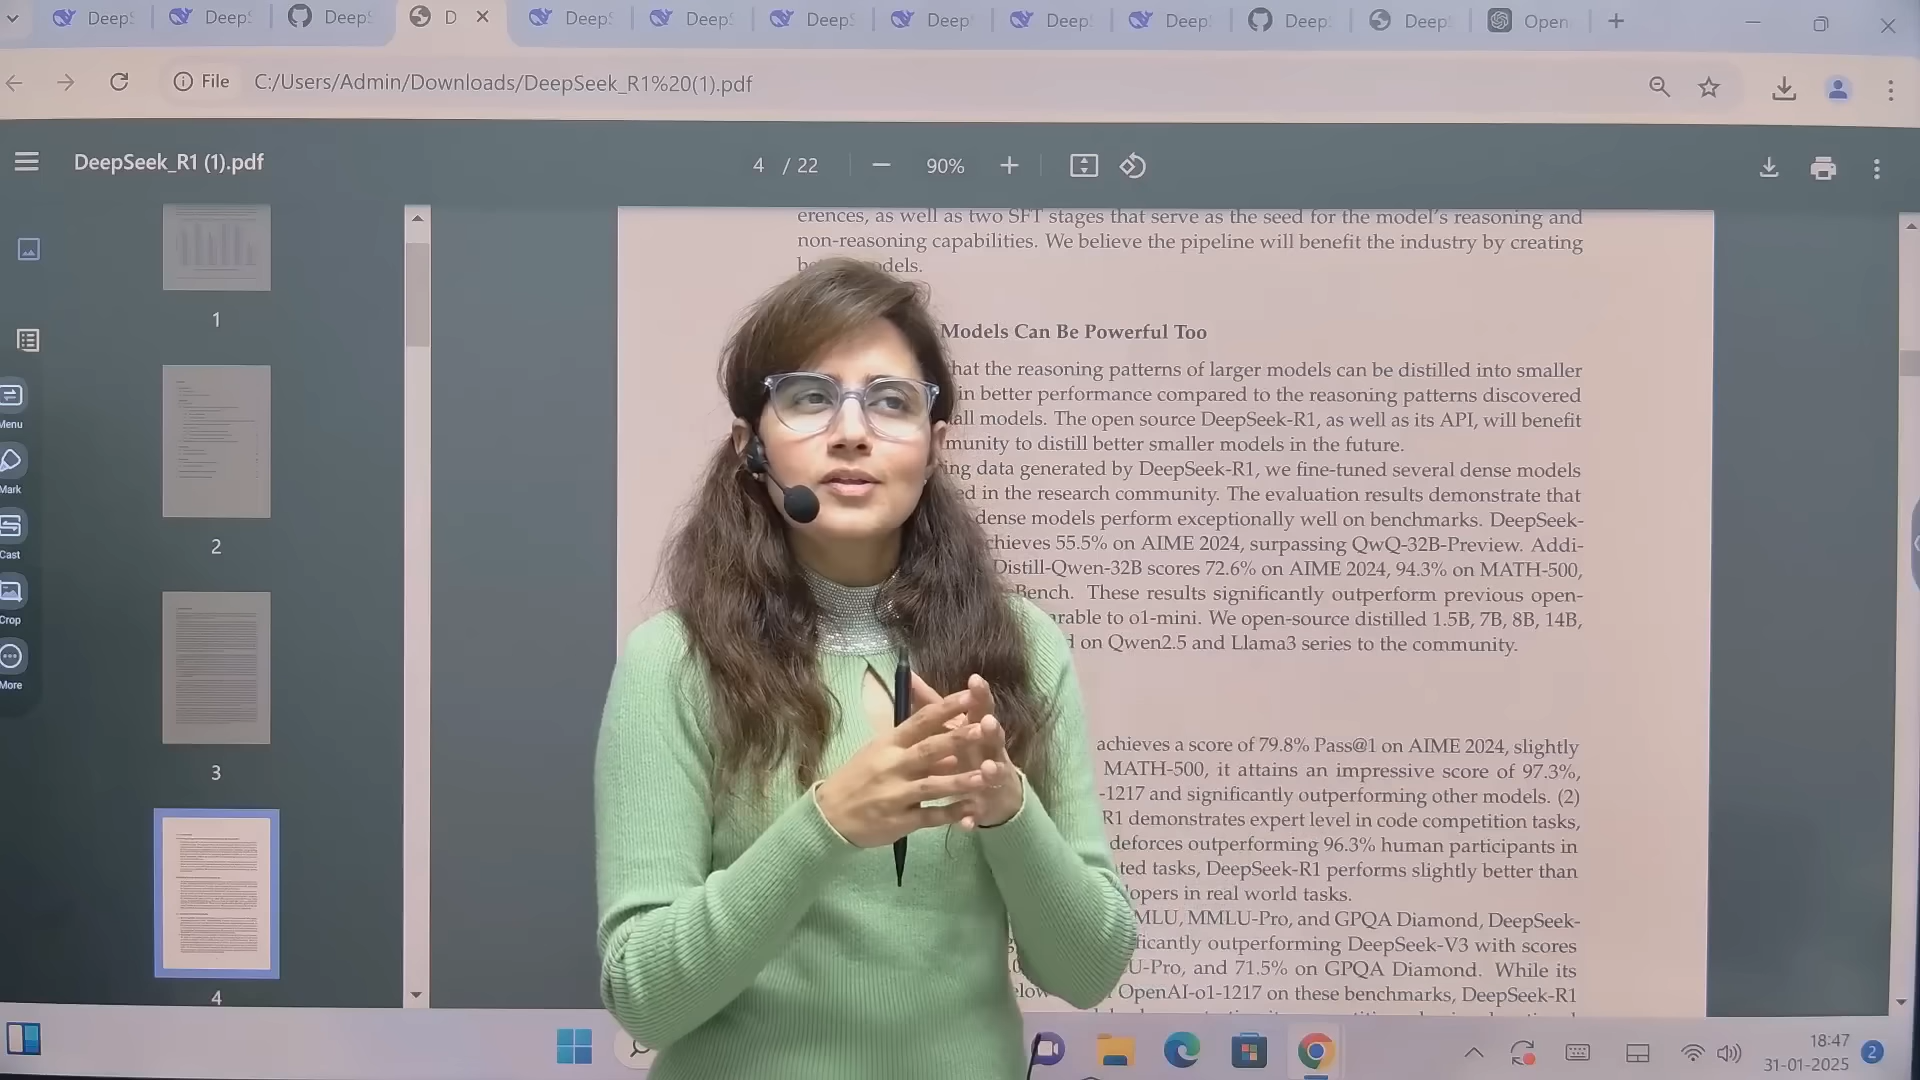 DeepS
DeepS
DeepS
D
DeepS
DeepS
DeepS
Deep
DeepS
DeepS
Deep
Deep
Open
File
C:/Users/Admin/Downloads/DeepSeek_R1%20(1).pdf
DeepSeek_R1 (1).pdf
4 / 22
90%
1
2
3
4
Menu
Mark
Cast
Crop
More
erences, as well as two SFT stages that serve as the seed for the model's reasoning and
non-reasoning capabilities. We believe the pipeline will benefit the industry by creating
Models Can Be Powerful Too
the reasoning patterns of larger models can be distilled into smaller
in better performance compared to the reasoning patterns discovered
models. The open source DeepSeek-R1, as well as its API, will benefit
to distill better smaller models in the future.
data generated by DeepSeek-R1, we fine-tuned several dense models
in the research community. The evaluation results demonstrate that
dense models perform exceptionally well on benchmarks. DeepSeek-
55.5% on AIME 2024, surpassing QwQ-32B-Preview. Addi-
Distill-Qwen-32B scores 72.6% on AIME 2024, 94.3% on MATH-500,
Bench. These results significantly outperform previous open-
to o1-mini. We open-source distilled 1.5B, 7B, 8B, 14B,
on Qwen2.5 and Llama3 series to the community.
achieves a score of 79.8% Pass@1 on AIME 2024, slightly
MATH-500, it attains an impressive score of 97.3%,
-1217 and significantly outperforming other models. (2)
R1 demonstrates expert level in code competition tasks,
outperforming 96.3% human participants in
tasks, DeepSeek-R1 performs slightly better than
in real world tasks.
MLU, MMLU-Pro, and GPQA Diamond, DeepSeek-
outperforming DeepSeek-V3 with scores
U-Pro, and 71.5% on GPQA Diamond. While its
OpenAI-o1-1217 on these benchmarks, DeepSeek-R1
18:47
31-01-2025
2